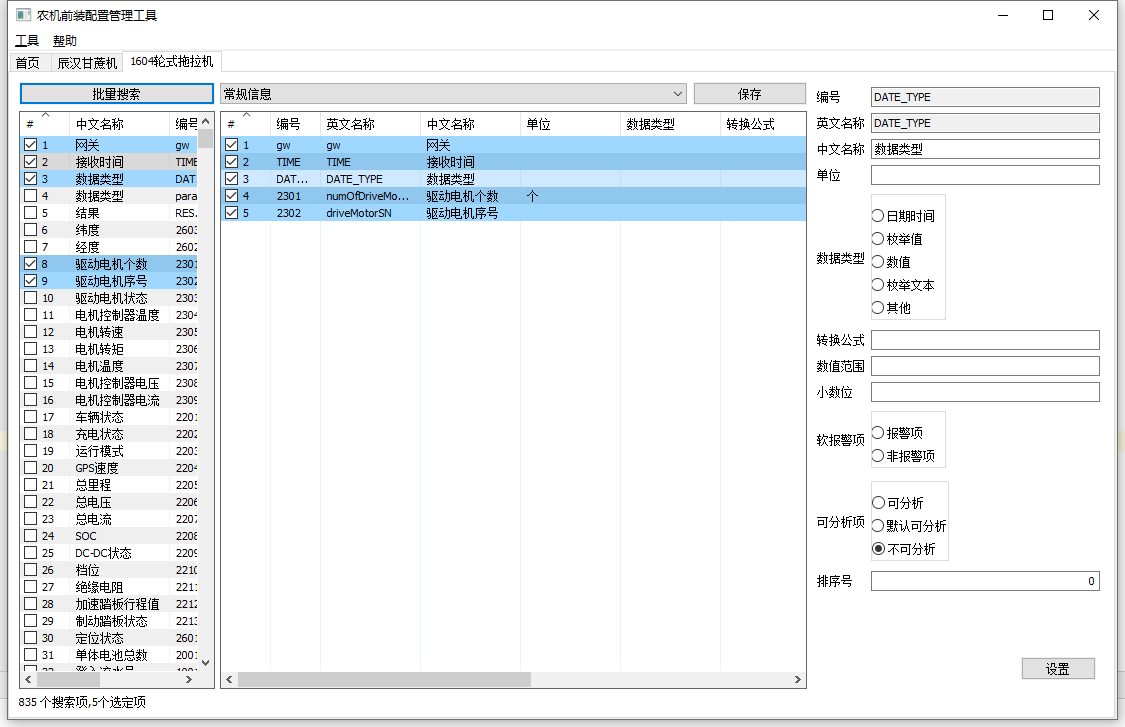 农机前装配置管理工具
工具 帮助
首页 辰汉甘蔗机 1604轮式拖拉机
批量搜索 常规信息 保存
# 中文名称 编号
1 网关 gw
2 接收时间 TIME
3 数据类型 DAT
4 数据类型 para
5 结果 RES.
6 纬度 2603
7 经度 2602
8 驱动电机个数 2301
9 驱动电机序号 2302
10 驱动电机状态 2303
11 电机控制器温度 2304
12 电机转速 2305
13 电机转矩 2306
14 电机温度 2307
15 电机控制器电压 2308
16 电机控制器电流 2309
17 车辆状态 2201
18 充电状态 2202
19 运行模式 2203
20 GPS速度 2204
21 总里程 2205
22 总电压 2206
23 总电流 2207
24 SOC 2208
25 DC-DC状态 2209
26 档位 2210
27 绝缘电阻 2211
28 加速踏板行程值 2212
29 制动踏板状态 2213
30 定位状态 2601
31 单体电池总数 2001
# 编号 英文名称 中文名称 单位 数据类型 转换公式
1 gw gw 网关
2 TIME TIME 接收时间
3 DAT... DATE_TYPE 数据类型
4 2301 numOfDriveMo... 驱动电机个数 个
5 2302 driveMotorSN 驱动电机序号
编号 DATE_TYPE
英文名称 DATE_TYPE
中文名称 数据类型
单位
数据类型
日期时间
枚举值
数值
枚举文本
其他
转换公式
数值范围
小数位
软报警项
报警项
非报警项
可分析项
可分析
默认可分析
不可分析
排序号 0
设置
835 个搜索项,5个选定项